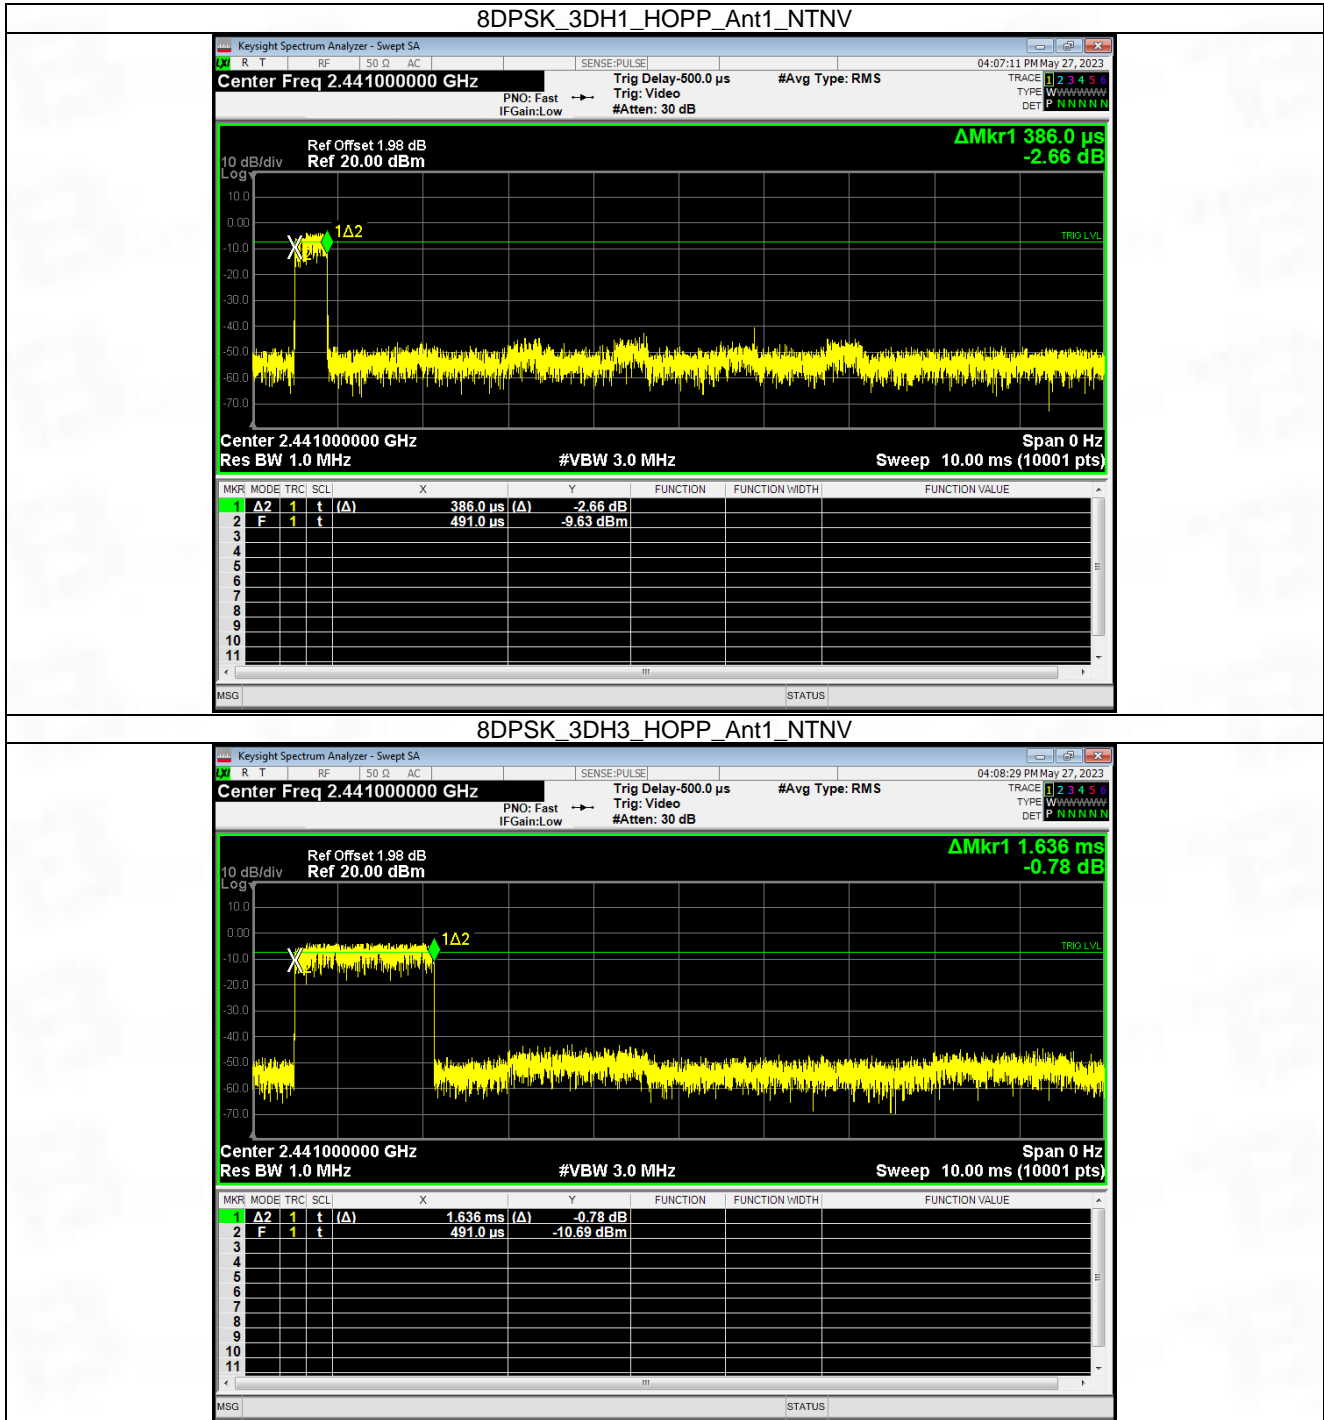 8DPSK_3DH1_HOPP_Ant1_NTNV
Keysight Spectrum Analyzer - Swept SA
LXI R T RF 50 Ω AC SENSE:PULSE 04:07:11 PM May 27, 2023
Center Freq 2.441000000 GHz
PNO: Fast
IFGain:Low
Trig Delay-500.0 µs
Trig: Video
#Atten: 30 dB
#Avg Type: RMS
TRACE 1 2 3 4 5 6
TYPE WWWWWW
DET P N N N N N
ΔMkr1 386.0 µs
-2.66 dB
Ref Offset 1.98 dB
10 dB/div Ref 20.00 dBm
Log
10.0
0.00
-10.0
-20.0
-30.0
-40.0
-50.0
-60.0
-70.0
1Δ2
TRIG LVL
Center 2.441000000 GHz Span 0 Hz
Res BW 1.0 MHz #VBW 3.0 MHz Sweep 10.00 ms (10001 pts)
MKR MODE TRC SCL X Y FUNCTION FUNCTION WIDTH FUNCTION VALUE
1 Δ2 1 t (Δ) 386.0 µs (Δ) -2.66 dB
2 F 1 t 491.0 µs -9.63 dBm
3
4
5
6
7
8
9
10
11
MSG STATUS
8DPSK_3DH3_HOPP_Ant1_NTNV
Keysight Spectrum Analyzer - Swept SA
LXI R T RF 50 Ω AC SENSE:PULSE 04:08:29 PM May 27, 2023
Center Freq 2.441000000 GHz
PNO: Fast
IFGain:Low
Trig Delay-500.0 µs
Trig: Video
#Atten: 30 dB
#Avg Type: RMS
TRACE 1 2 3 4 5 6
TYPE WWWWWW
DET P N N N N N
ΔMkr1 1.636 ms
-0.78 dB
Ref Offset 1.98 dB
10 dB/div Ref 20.00 dBm
Log
10.0
0.00
-10.0
-20.0
-30.0
-40.0
-50.0
-60.0
-70.0
1Δ2
TRIG LVL
Center 2.441000000 GHz Span 0 Hz
Res BW 1.0 MHz #VBW 3.0 MHz Sweep 10.00 ms (10001 pts)
MKR MODE TRC SCL X Y FUNCTION FUNCTION WIDTH FUNCTION VALUE
1 Δ2 1 t (Δ) 1.636 ms (Δ) -0.78 dB
2 F 1 t 491.0 µs -10.69 dBm
3
4
5
6
7
8
9
10
11
MSG STATUS